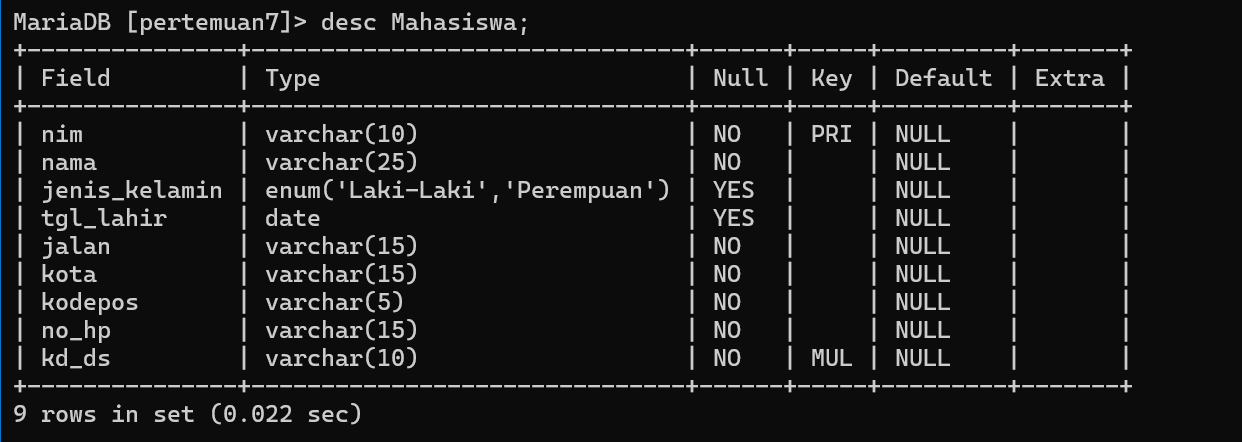 MariaDB [pertemuan7]> desc Mahasiswa;
+---------------+-------------------------------+------+-----+---------+-------+
| Field         | Type                          | Null | Key | Default | Extra |
+---------------+-------------------------------+------+-----+---------+-------+
| nim           | varchar(10)                   | NO   | PRI | NULL    |       |
| nama          | varchar(25)                   | NO   |     | NULL    |       |
| jenis_kelamin | enum('Laki-Laki','Perempuan') | YES  |     | NULL    |       |
| tgl_lahir     | date                          | YES  |     | NULL    |       |
| jalan         | varchar(15)                   | NO   |     | NULL    |       |
| kota          | varchar(15)                   | NO   |     | NULL    |       |
| kodepos       | varchar(5)                    | NO   |     | NULL    |       |
| no_hp         | varchar(15)                   | NO   |     | NULL    |       |
| kd_ds         | varchar(10)                   | NO   | MUL | NULL    |       |
+---------------+-------------------------------+------+-----+---------+-------+
9 rows in set (0.022 sec)